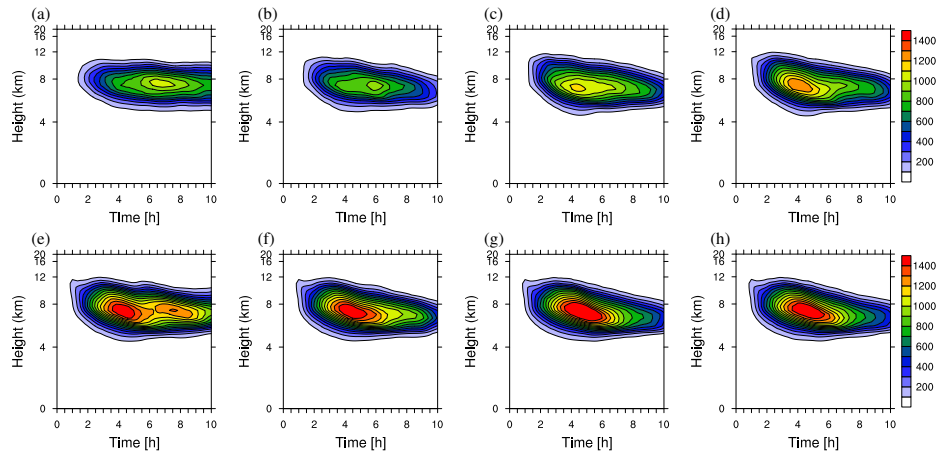 (a) (b) (c) (d)
20 20 20 20
16 16 16 16 1400
12 12 12 12 1200
Height (km) 8 Height (km) 8 Height (km) 8 Height (km) 8 1000
800
4 4 4 4 600
400
200
0 0 0 0
0 2 4 6 8 10 0 2 4 6 8 10 0 2 4 6 8 10 0 2 4 6 8 10
TIme [h] TIme [h] TIme [h] TIme [h]
(e) (f) (g) (h)
20 20 20 20
16 16 16 16 1400
12 12 12 12 1200
Height (km) 8 Height (km) 8 Height (km) 8 Height (km) 8 1000
800
4 4 4 4 600
400
200
0 0 0 0
0 2 4 6 8 10 0 2 4 6 8 10 0 2 4 6 8 10 0 2 4 6 8 10
Time [h] Time [h] Time [h] Time [h]